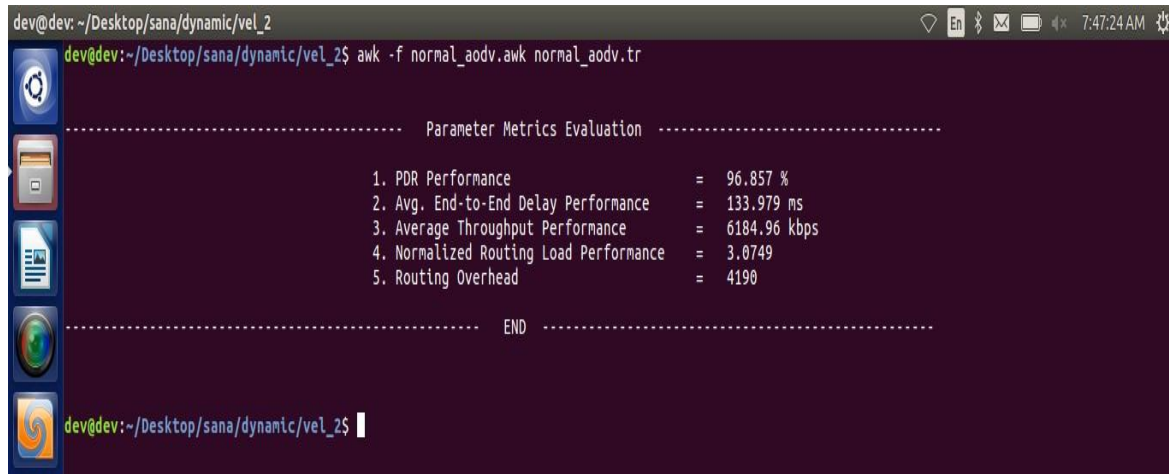 dev@dev: ~/Desktop/sana/dynamic/vel_2 En 7:47:24 AM
dev@dev:~/Desktop/sana/dynamic/vel_2$ awk -f normal_aodv.awk normal_aodv.tr
-------------------------------------------- Parameter Metrics Evaluation -------------------------------------
1. PDR Performance = 96.857 %
2. Avg. End-to-End Delay Performance = 133.979 ms
3. Average Throughput Performance = 6184.96 kbps
4. Normalized Routing Load Performance = 3.0749
5. Routing Overhead = 4190
------------------------------------------------------ END ---------------------------------------------------
dev@dev:~/Desktop/sana/dynamic/vel_2$